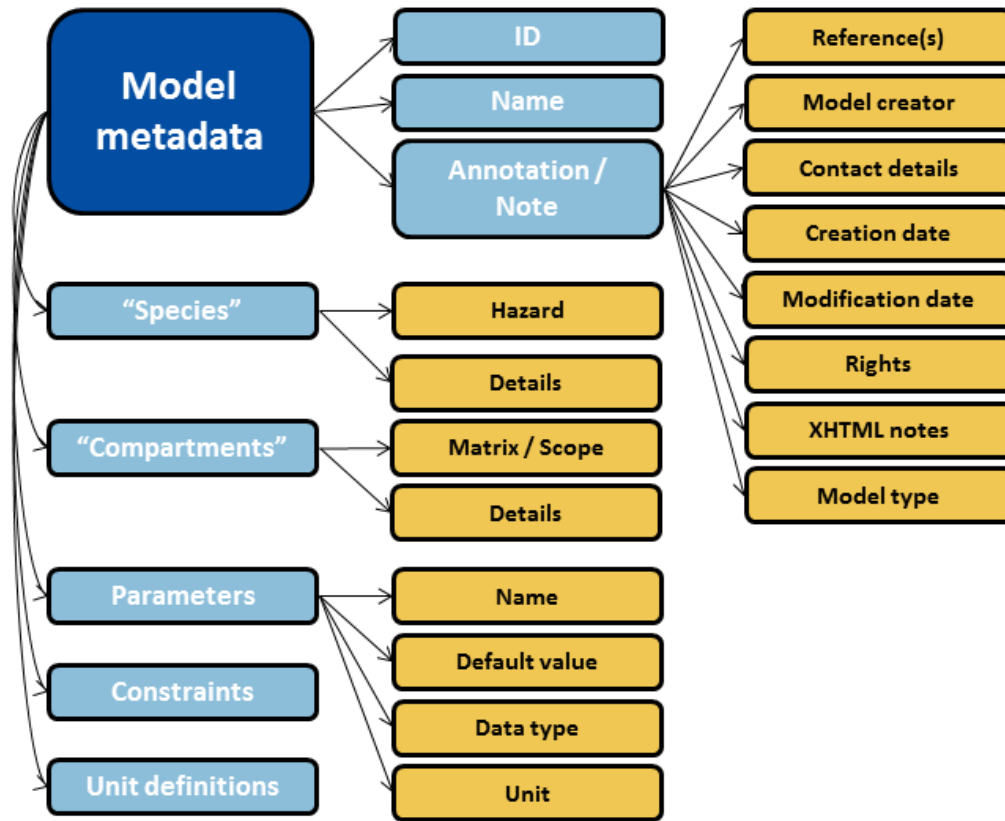 Model
metadata
ID
Name
Annotation /
Note
Reference(s)
Model creator
Contact details
Creation date
Modification date
Rights
XHTML notes
Model type
“Species”
Hazard
Details
“Compartments”
Matrix / Scope
Details
Parameters
Name
Default value
Data type
Unit
Constraints
Unit definitions